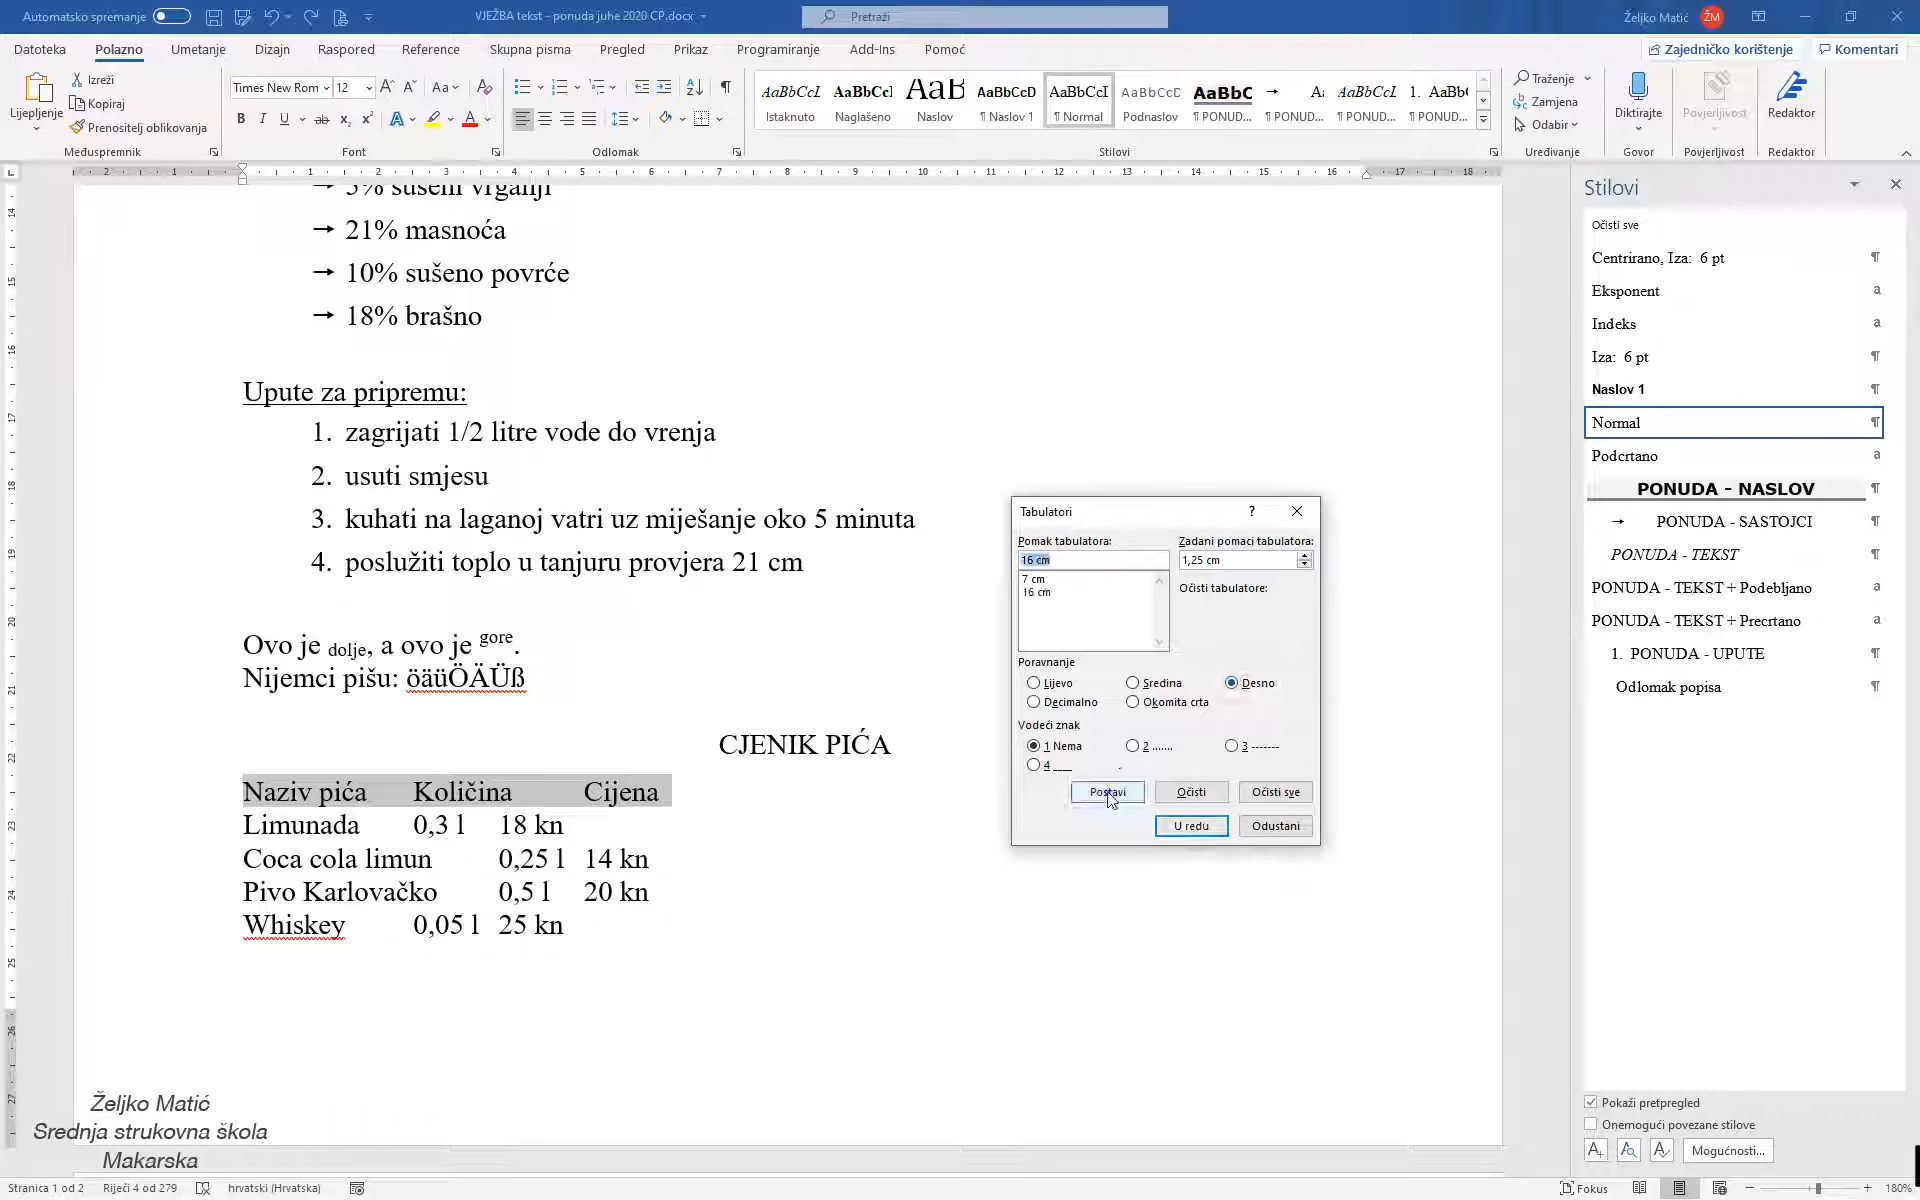 Automatsko spremanje
VJEŽBA tekst - ponuda juhe 2020 CP.docx
Pretraži
Željko Matić
ŽM
Datoteka Polazno Umetanje Dizajn Raspored Reference Skupna pisma Pregled Prikaz Programiranje Add-Ins Pomoć
Zajedničko korištenje Komentari
Lijepljenje
Izreži
Kopiraj
Prenositelj oblikovanja
Međuspremnik
Times New Rom 12
Font
Odlomak
AaBbCcI AaBbCcI AaB AaBbCcD AaBbCcI AaBbCcD AaBbC → A AaBbCcL 1. AaBb
Istaknuto Naglašeno Naslov ¶ Naslov 1 ¶ Normal Podnaslov ¶ PONUD... ¶ PONUD... ¶ PONUD... ¶ PONUD...
Stilovi
Traženje
Zamjena
Odabir
Uređivanje
Diktirajte
Govor
Povjerljivost
Povjerljivost
Redaktor
Redaktor
→ 5% sušeni vrganji
→ 21% masnoća
→ 10% sušeno povrće
→ 18% brašno
Upute za pripremu:
1. zagrijati 1/2 litre vode do vrenja
2. usuti smjesu
3. kuhati na laganoj vatri uz miješanje oko 5 minuta
4. poslužiti toplo u tanjuru provjera 21 cm
Ovo je dolje, a ovo je gore.
Nijemci pišu: öäüÖÄÜß
CJENIK PIĆA
Naziv pića Količina Cijena
Limunada 0,3 l 18 kn
Coca cola limun 0,25 l 14 kn
Pivo Karlovačko 0,5 l 20 kn
Whiskey 0,05 l 25 kn
Tabulatori
Pomak tabulatora: Zadani pomaci tabulatora:
16 cm 1,25 cm
7 cm
16 cm
Očisti tabulatore:
Poravnanje
Lijevo Sredina Desno
Decimalno Okomita crta
Vodeći znak
1 Nema 2 ....... 3 -------
4 ___
Postavi Očisti Očisti sve
U redu Odustani
Stilovi
Očisti sve
Centrirano, Iza: 6 pt ¶
Eksponent a
Indeks a
Iza: 6 pt ¶
Naslov 1 ¶
Normal ¶
Podcrtano a
PONUDA - NASLOV ¶
→ PONUDA - SASTOJCI ¶
PONUDA - TEKST ¶
PONUDA - TEKST + Podebljano a
PONUDA - TEKST + Precrtano a
1. PONUDA - UPUTE ¶
Odlomak popisa ¶
Pokaži pretpregled
Onemogući povezane stilove
Mogućnosti...
Željko Matić
Srednja strukovna škola
Makarska
Stranica 1 od 2 Riječi 4 od 279 hrvatski (Hrvatska)
Fokus 180%